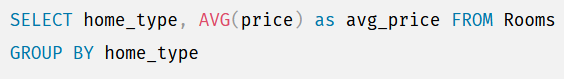 SELECT home_type, AVG(price) as avg_price FROM Rooms
GROUP BY home_type